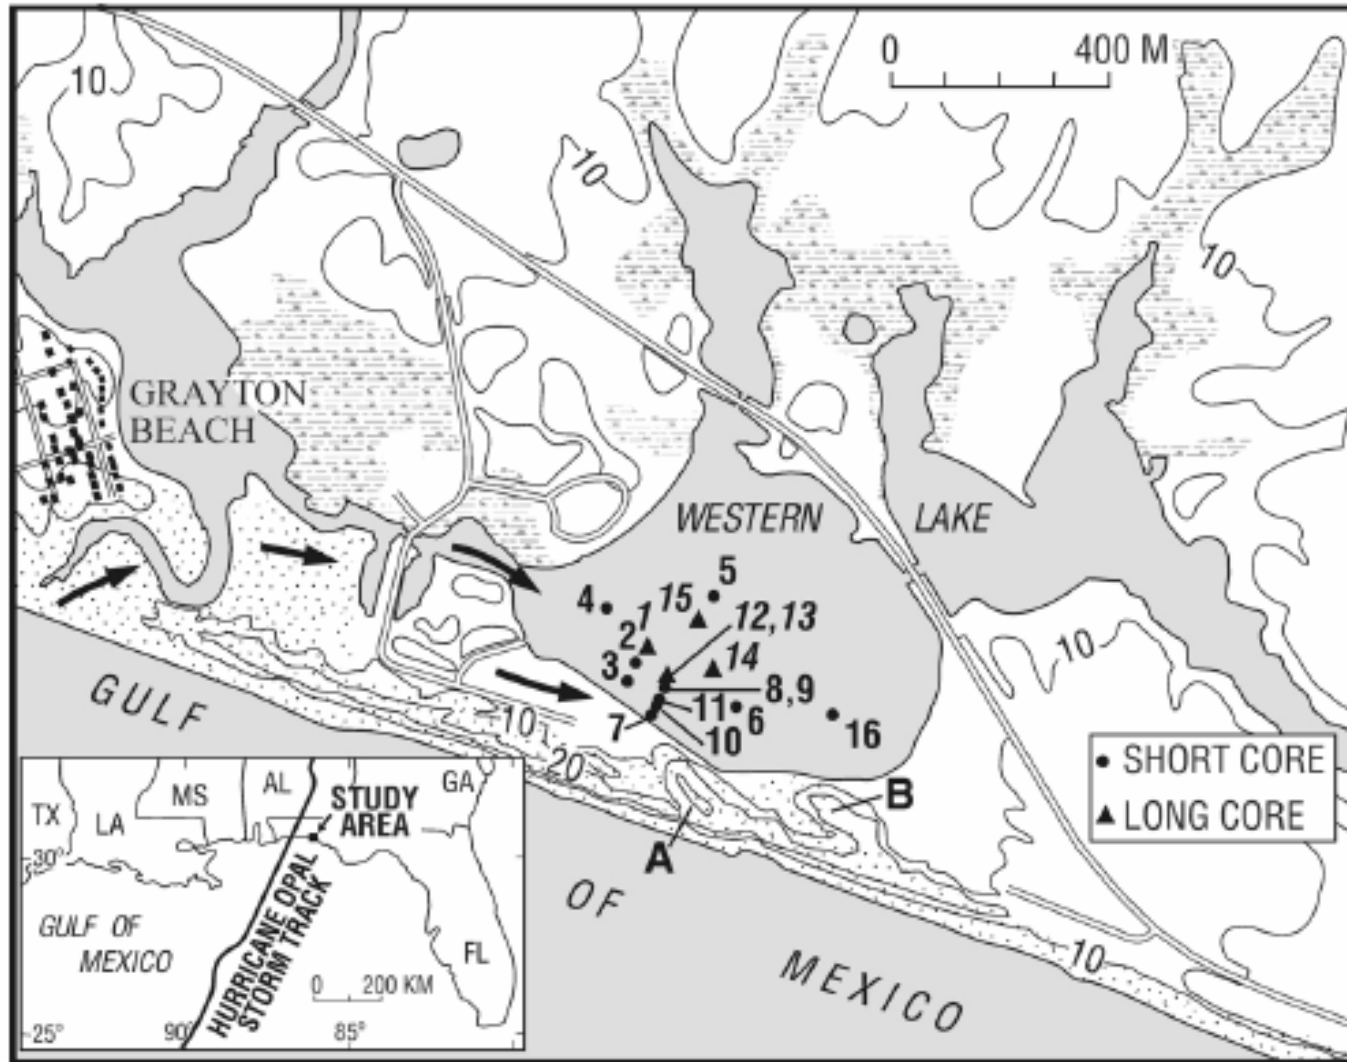 0 400 M
10
10
10
GRAYTON
BEACH
WESTERN LAKE
5
4
15
1
12, 13
2
3
14
8, 9
11
6
7
10
16
10
GULF
10
20
B
A
OF
MEXICO
10
● SHORT CORE
▲ LONG CORE
TX
LA
MS
AL
GA
STUDY
AREA
30°
HURRICANE OPAL
STORM TRACK
GULF OF
MEXICO
FL
0 200 KM
25°
90°
85°